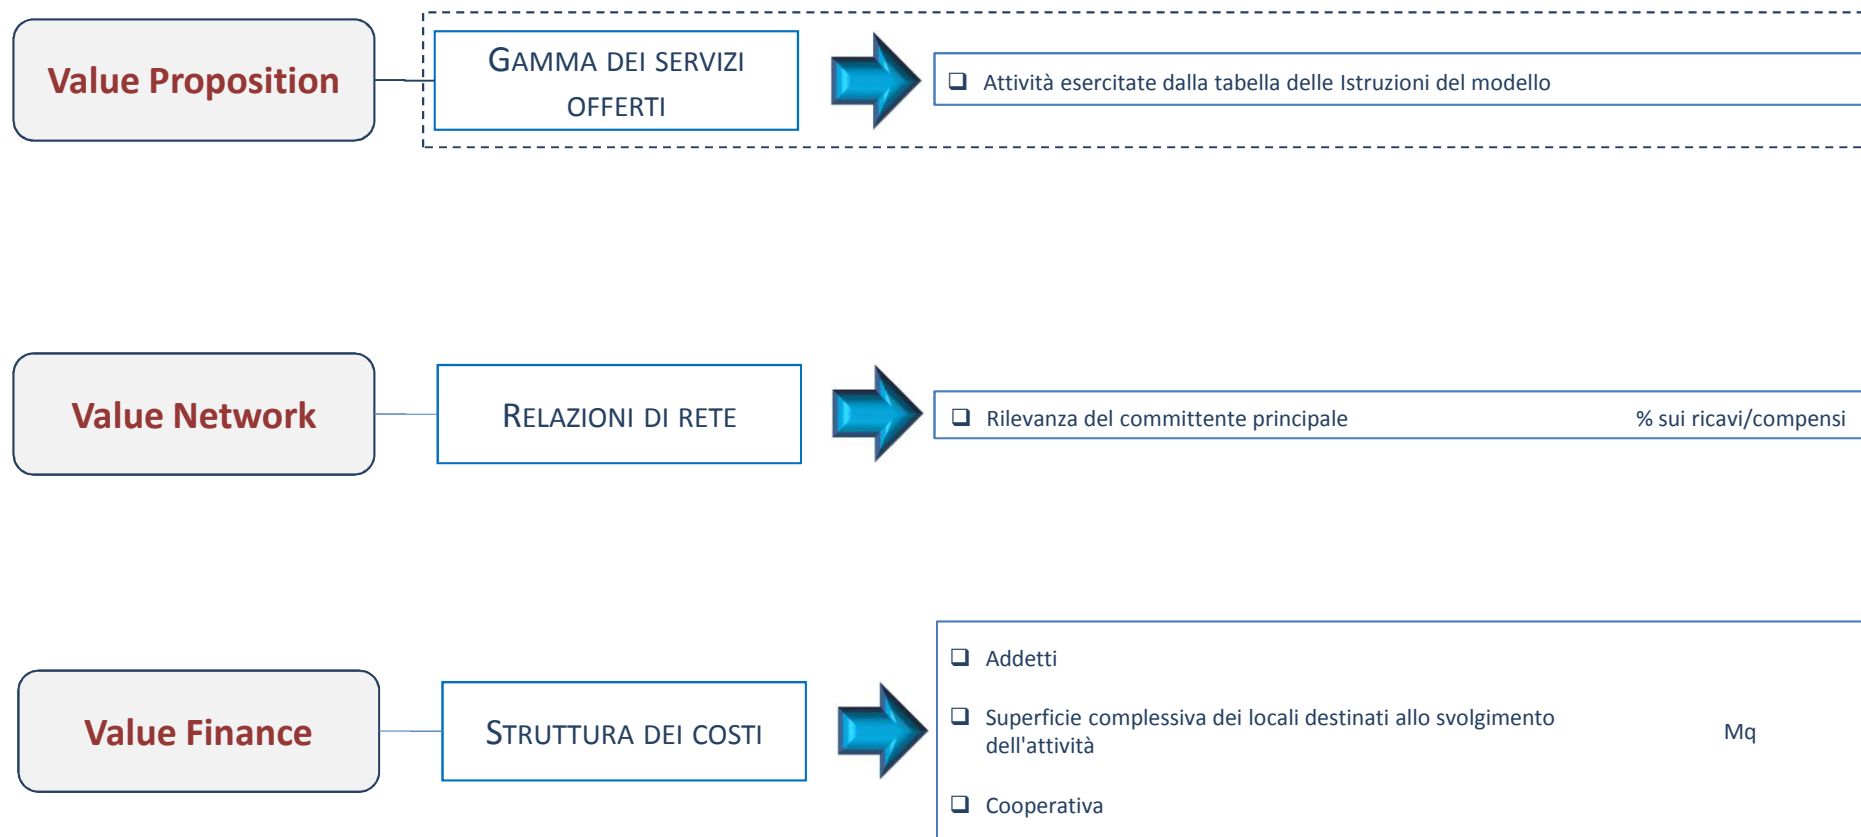 Value Proposition
GAMMA DEI SERVIZI
OFFERTI
Attività esercitate dalla tabella delle Istruzioni del modello
Value Network
RELAZIONI DI RETE
Rilevanza del committente principale % sui ricavi/compensi
Value Finance
STRUTTURA DEI COSTI
Addetti
Superficie complessiva dei locali destinati allo svolgimento
dell'attività
Mq
Cooperativa